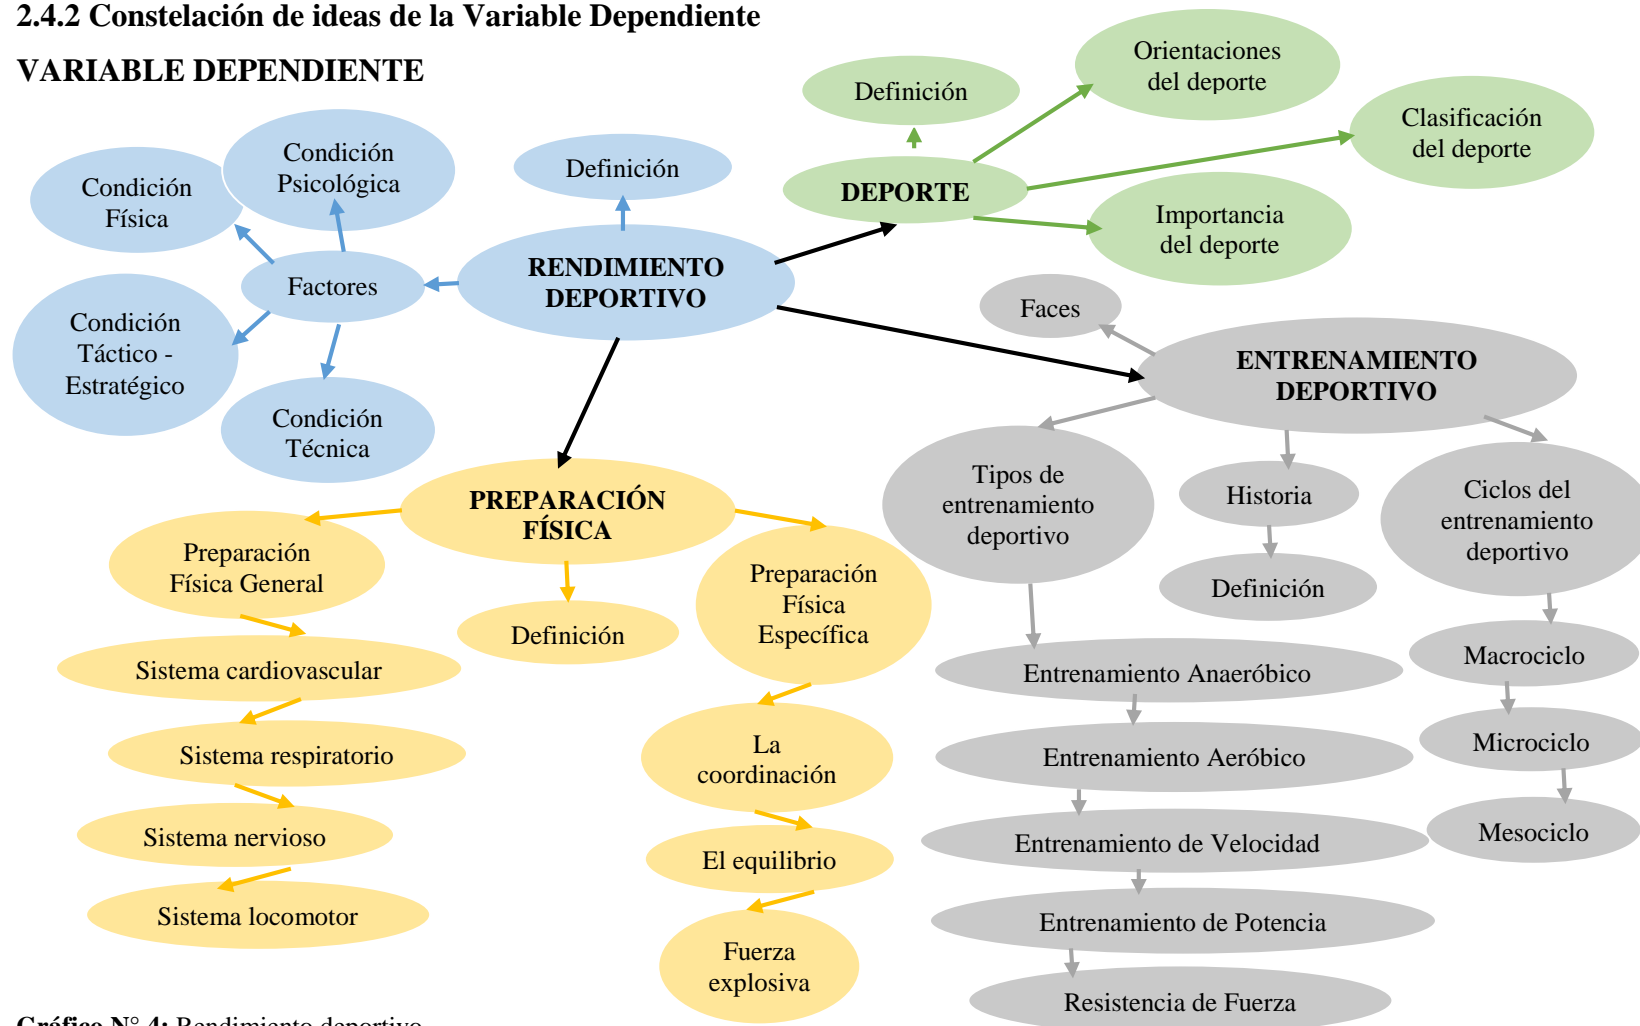 2.4.2 Constelación de ideas de la Variable Dependiente
VARIABLE DEPENDIENTE
Orientaciones
del deporte
Definición
Clasificación
del deporte
DEPORTE
Importancia
del deporte
Condición
Psicológica
Definición
Condición
Física
RENDIMIENTO
DEPORTIVO
Factores
Condición
Táctico -
Estratégico
Condición
Técnica
Faces
ENTRENAMIENTO
DEPORTIVO
Tipos de
entrenamiento
deportivo
Historia
Definición
Ciclos del
entrenamiento
deportivo
PREPARACIÓN
FÍSICA
Preparación
Física General
Definición
Preparación
Física
Específica
Sistema cardiovascular
Sistema respiratorio
Sistema nervioso
Sistema locomotor
La
coordinación
El equilibrio
Fuerza
explosiva
Entrenamiento Anaeróbico
Entrenamiento Aeróbico
Entrenamiento de Velocidad
Entrenamiento de Potencia
Resistencia de Fuerza
Macrociclo
Microciclo
Mesociclo
Gráfico N° 4: Rendimiento deportivo